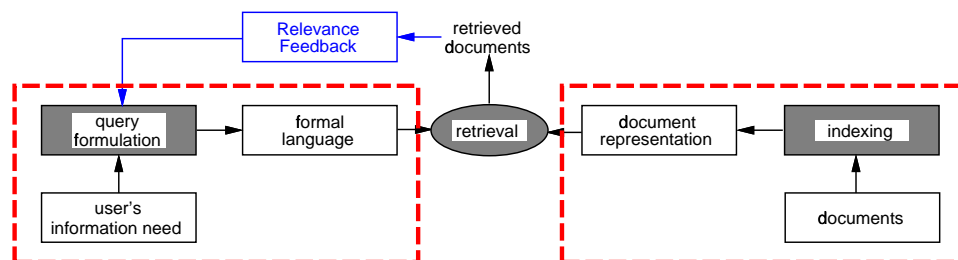 Relevance
Feedback
retrieved
documents
query
formulation
formal
language
retrieval
document
representation
indexing
user's
information need
documents